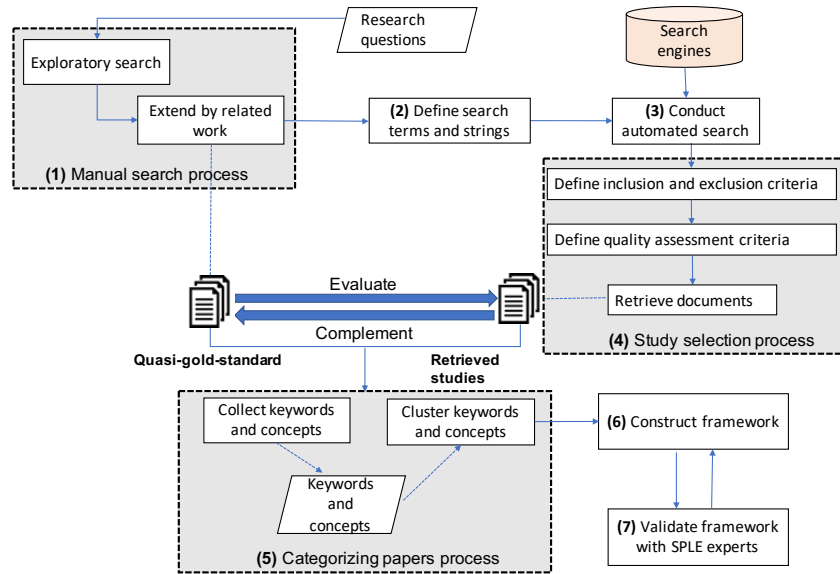 Research
questions
Search
engines
Exploratory search
Extend by related
work
(2) Define search
terms and strings
(3) Conduct
automated search
(1) Manual search process
Define inclusion and exclusion criteria
Define quality assessment criteria
Retrieve documents
(4) Study selection process
Evaluate
Complement
Quasi-gold-standard
Retrieved
studies
Collect keywords
and concepts
Cluster keywords
and concepts
Keywords
and
concepts
(5) Categorizing papers process
(6) Construct framework
(7) Validate framework
with SPLE experts